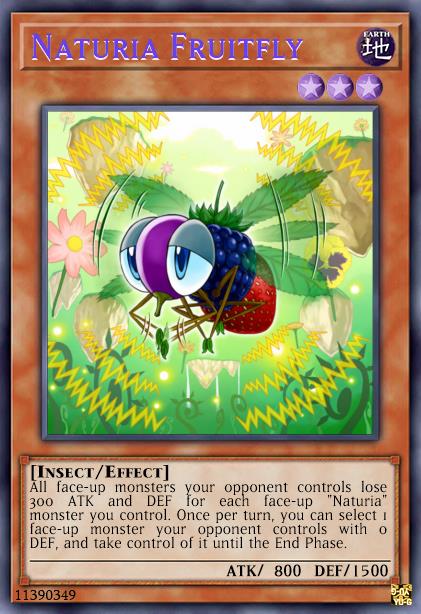 Naturia Fruitfly
EARTH
地
[Insect/Effect]
All face-up monsters your opponent controls lose
300 ATK and DEF for each face-up "Naturia"
monster you control. Once per turn, you can select 1
face-up monster your opponent controls with 0
DEF, and take control of it until the End Phase.
ATK/ 800 DEF/1500
11390349